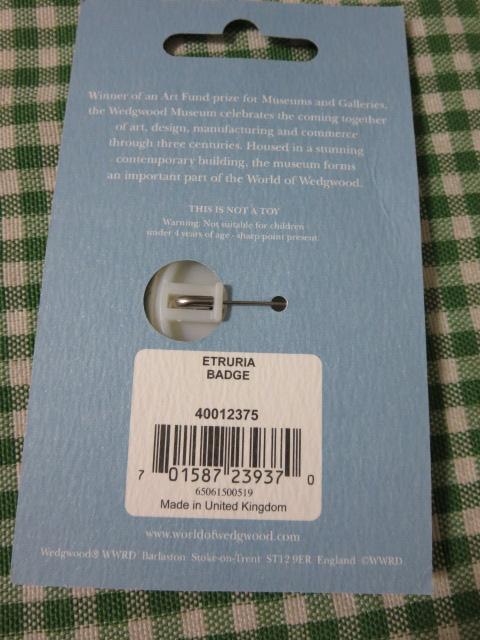 Winner of an Art Fund prize for Museums and Galleries,
the Wedgwood Museum celebrates the coming together
of art, design, manufacturing and commerce
through three centuries. Housed in a stunning
contemporary building, the museum forms
an important part of the World of Wedgwood.
THIS IS NOT A TOY
Warning: Not suitable for children
under 4 years of age - sharp point present.
ETRURIA
BADGE
40012375
7 01587 23937 0
65061500519
Made in United Kingdom
www.worldofwedgwood.com
Wedgwood® WWRD Barlaston Stoke-on-Trent ST12 9ER England ©WWRD